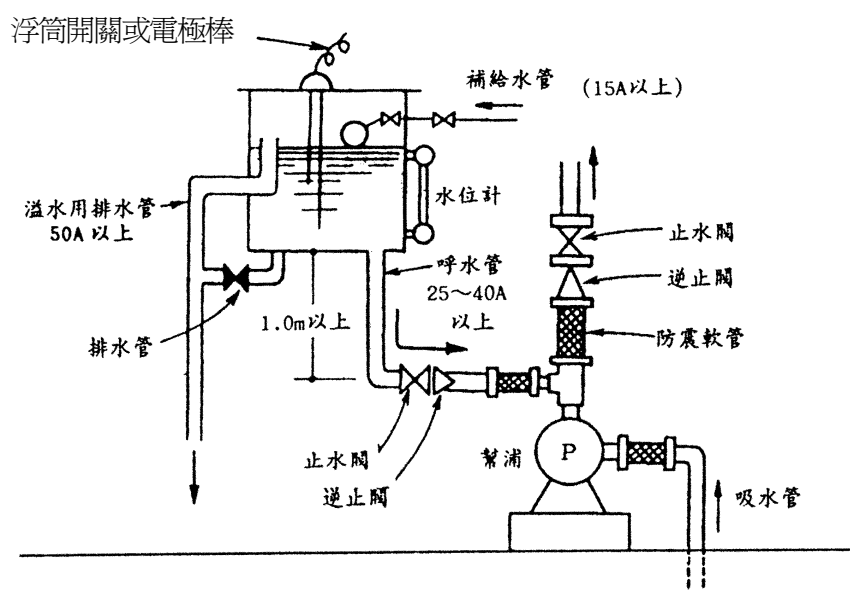 浮筒開關或電極棒
補給水管
(15A以上)
溢水用排水管
50A以上
水位計
止水閥
呼水管
25～40A
以上
逆止閥
1.0m以上
排水管
防震軟管
止水閥
逆止閥
幫浦
P
吸水管